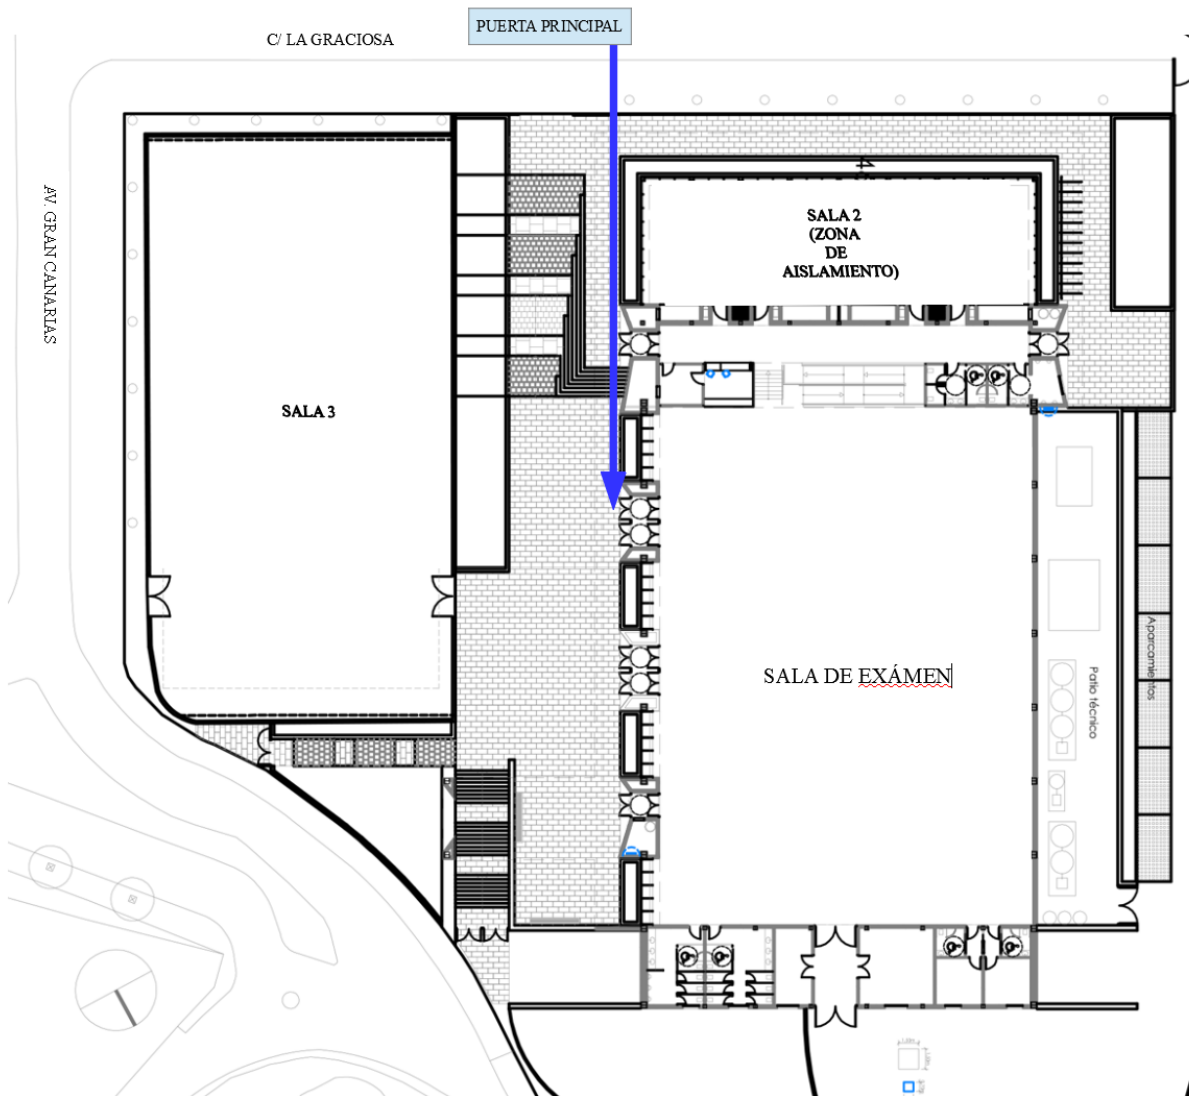 PUERTA PRINCIPAL
C/ LA GRACIOSA
AV. GRAN CANARIAS
SALA 2
(ZONA
DE
AISLAMIENTO)
SALA 3
SALA DE EXÁMEN
Aparcamientos
Patio técnico